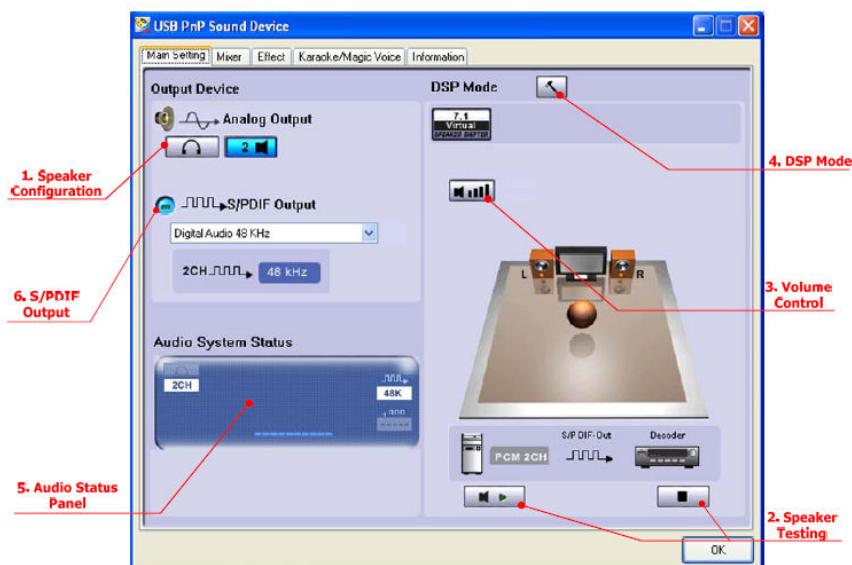 USB PnP Sound Device
Main Setting Mixer Effect Karaoke/Magic Voice Information
Output Device
Analog Output
2
S/PDIF Output
Digital Audio 48 KHz
2CH
48 kHz
Audio System Status
2CH
48K
DSP Mode
7.1
Virtual
SPEAKER SHIFTER
L
R
S/PDIF-Out
Decoder
PCM 2CH
OK
1. Speaker
Configuration
6. S/PDIF
Output
5. Audio Status
Panel
4. DSP Mode
3. Volume
Control
2. Speaker
Testing